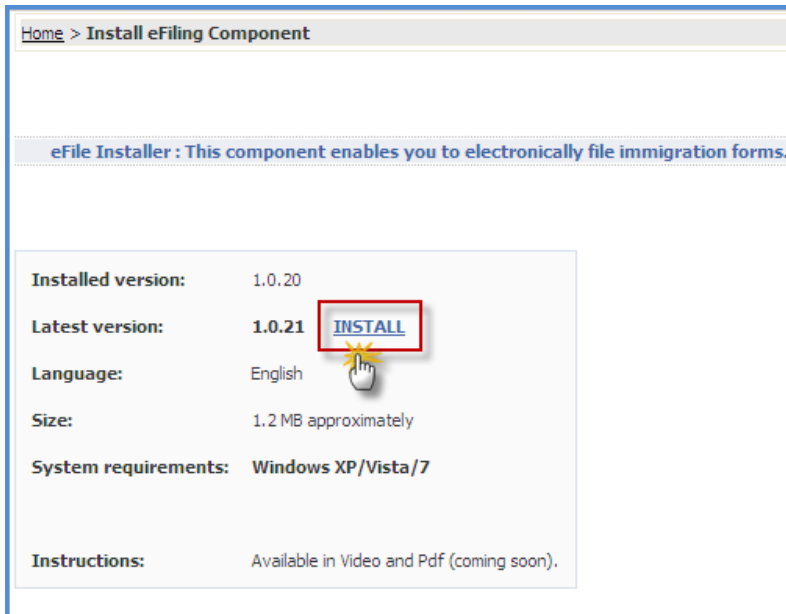 Home > Install eFiling Component
eFile Installer : This component enables you to electronically file immigration forms.
Installed version: 1.0.20
Latest version: 1.0.21 INSTALL
Language: English
Size: 1.2 MB approximately
System requirements: Windows XP/Vista/7
Instructions: Available in Video and Pdf (coming soon).